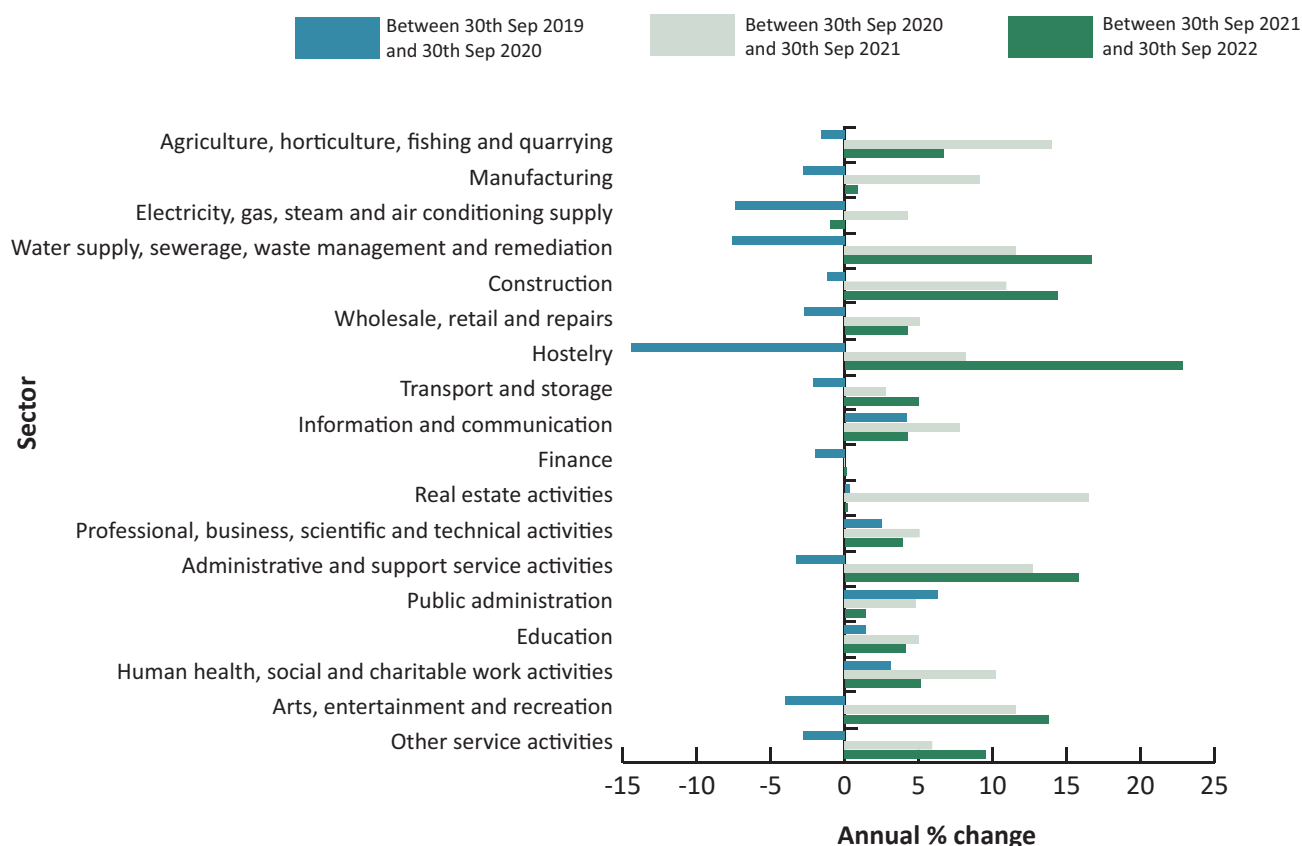 Between 30th Sep 2019
and 30th Sep 2020
Between 30th Sep 2020
and 30th Sep 2021
Between 30th Sep 2021
and 30th Sep 2022
Agriculture, horticulture, fishing and quarrying
Manufacturing
Electricity, gas, steam and air conditioning supply
Water supply, sewerage, waste management and remediation
Construction
Wholesale, retail and repairs
Hostelry
Transport and storage
Information and communication
Finance
Real estate activities
Professional, business, scientific and technical activities
Administrative and support service activities
Public administration
Education
Human health, social and charitable work activities
Arts, entertainment and recreation
Other service activities
Sector
-15 -10 -5 0 5 10 15 20 25
Annual % change